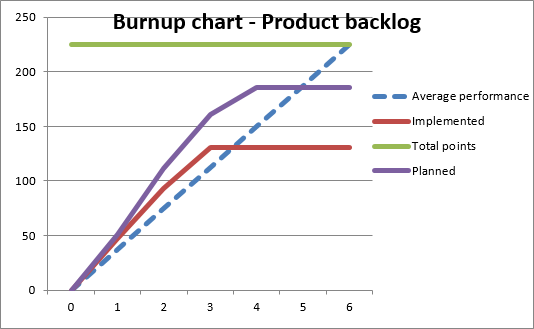 Burnup chart - Product backlog
250
200
150
100
50
0
0 1 2 3 4 5 6
Average performance
Implemented
Total points
Planned